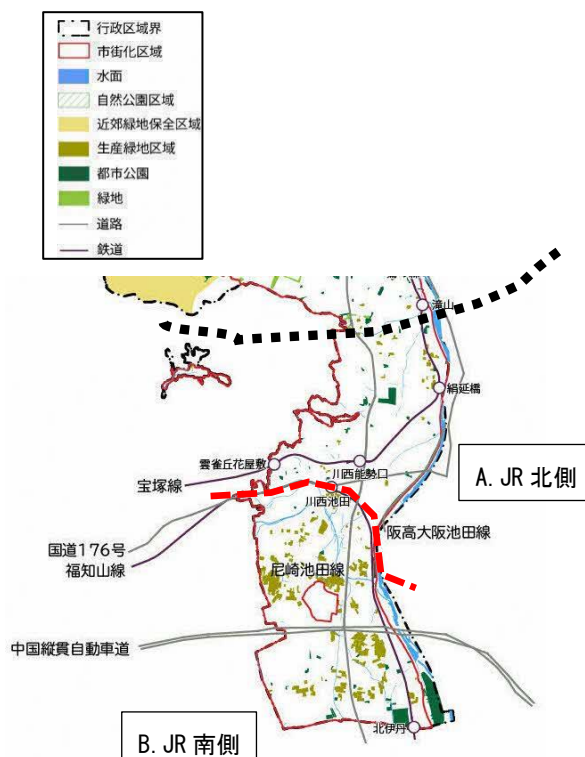 行政区域界
市街化区域
水面
自然公園区域
近郊緑地保全区域
生産緑地区域
都市公園
緑地
道路
鉄道
滝山
絹延橋
雲雀丘花屋敷
川西能勢口
A. JR 北側
宝塚線
川西池田
阪高大阪池田線
国道176号
福知山線
尼崎池田線
中国縦貫自動車道
北伊丹
B. JR 南側